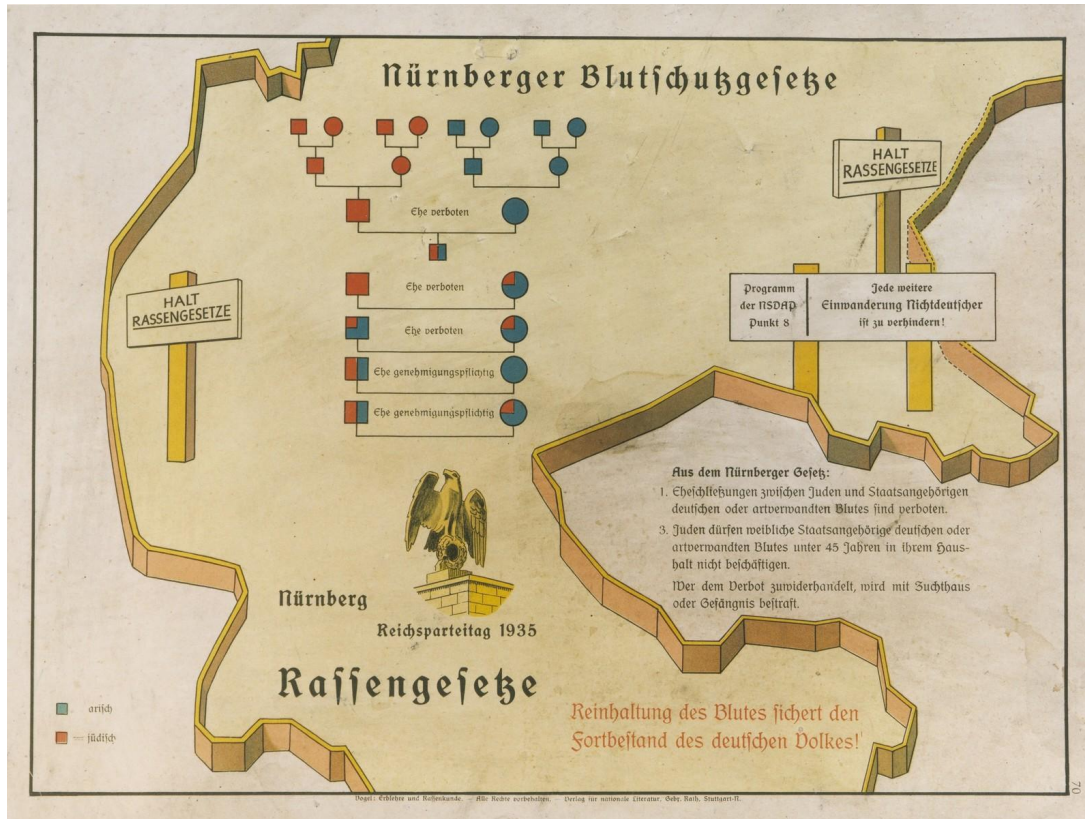 Nürnberger Blutschutzgesetze
HALT
RASSENGESETZE
Ehe verboten
Ehe verboten
Ehe verboten
Ehe genehmigungspflichtig
Ehe genehmigungspflichtig
HALT
RASSENGESETZE
Programm
der NSDAP
Punkt 8
Jede weitere
Einwanderung Nichtdeutscher
ist zu verhindern!
Aus dem Nürnberger Gesetz:
1. Eheschließungen zwischen Juden und Staatsangehörigen
deutschen oder artverwandten Blutes sind verboten.
3. Juden dürfen weibliche Staatsangehörige deutschen oder
artverwandten Blutes unter 45 Jahren in ihrem Haus-
halt nicht beschäftigen.
Wer dem Verbot zuwiderhandelt, wird mit Zuchthaus
oder Gefängnis bestraft.
Nürnberg
Reichsparteitag 1935
Rassengesetze
Reinhaltung des Blutes sichert den
Fortbestand des deutschen Volkes!
arisch
= jüdisch
Vogel: Erblehre und Rassenkunde. – Alle Rechte vorbehalten. – Verlag für nationale Literatur, Gebr. Rath, Stuttgart-N.
70